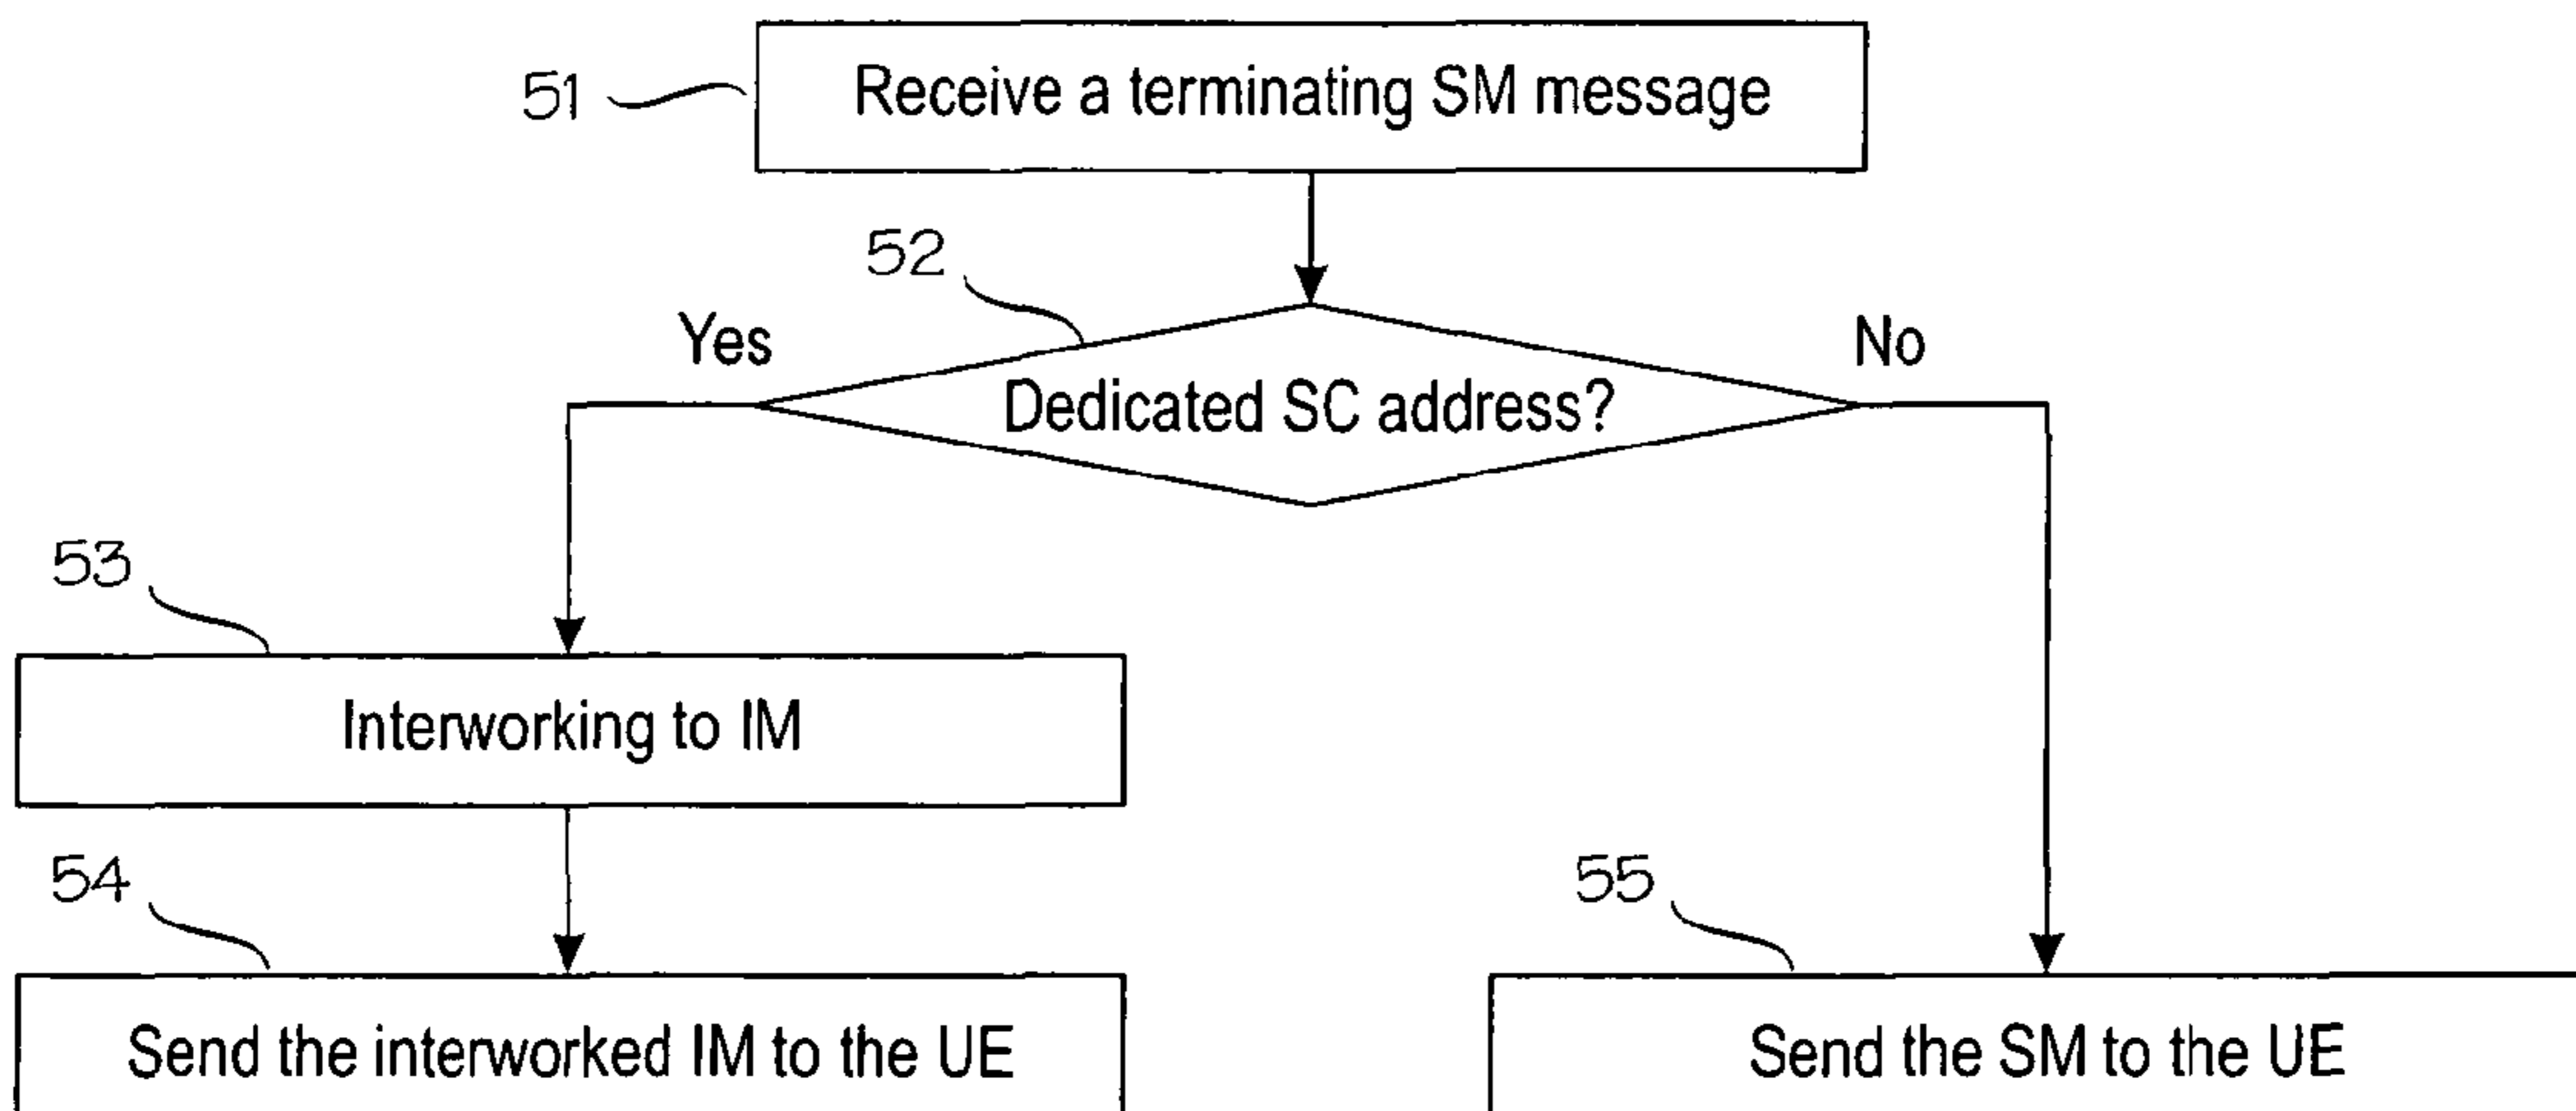 51
Receive a terminating SM message
52
Yes
No
Dedicated SC address?
53
Interworking to IM
54
55
Send the interworked IM to the UE
Send the SM to the UE